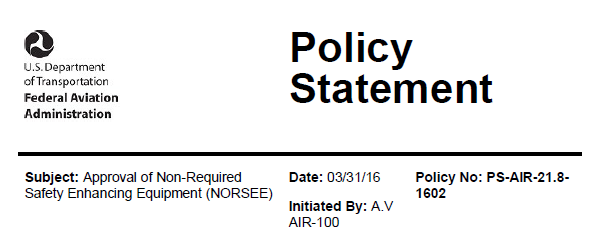 U.S. Department
of Transportation
Federal Aviation
Administration
Policy
Statement
Subject: Approval of Non-Required
Safety Enhancing Equipment (NORSEE)
Date: 03/31/16
Initiated By: A.V
AIR-100
Policy No: PS-AIR-21.8-
1602